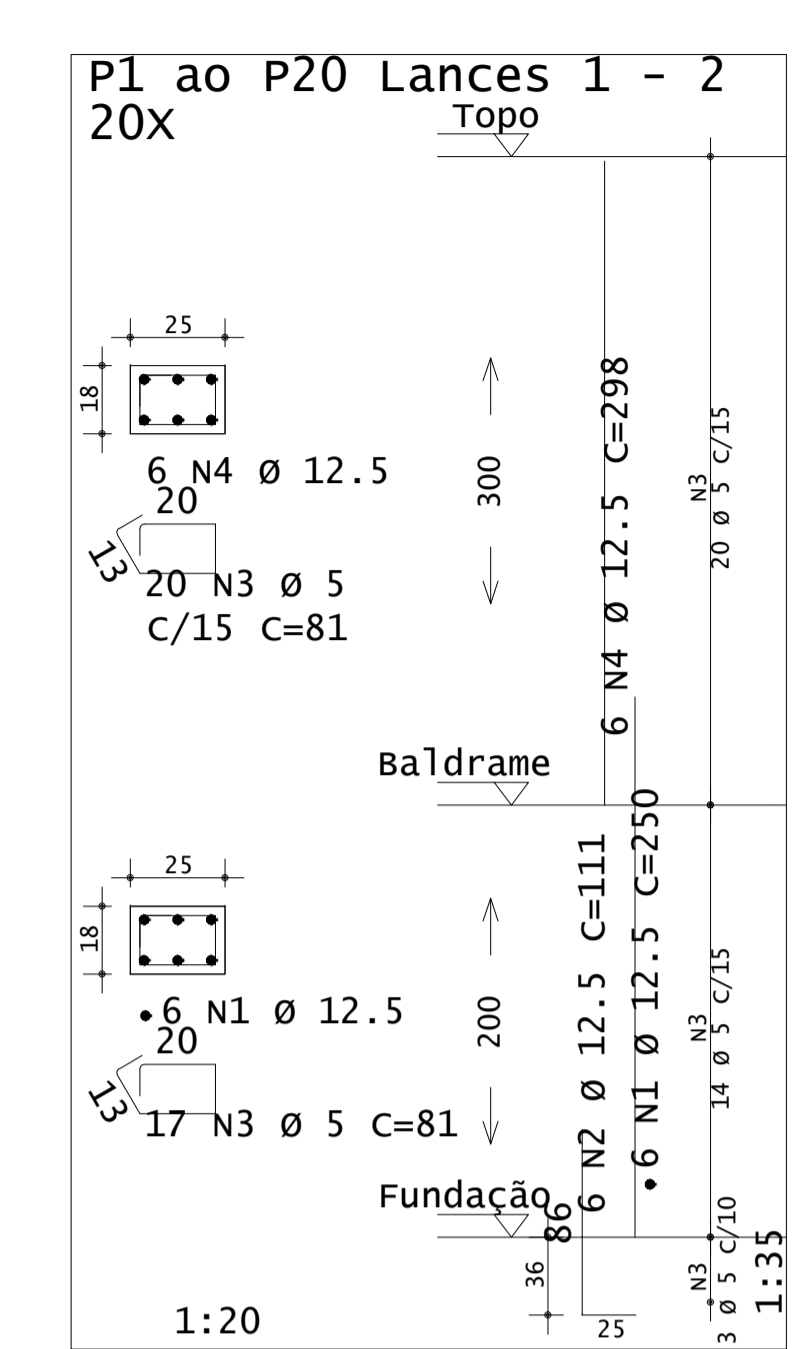 P1 ao P20 Lances 1 - 2
20X
Topo
25
18
6 N4 Ø 12.5
20
13
20 N3 Ø 5
C/15 C=81
300
6 N4 Ø 12.5 C=298
N3
20 Ø 5 C/15
Baldrame
25
18
6 N1 Ø 12.5
20
13
17 N3 Ø 5 C=81
200
6 N2 Ø 12.5 C=111
6 N1 Ø 12.5 C=250
N3
14 Ø 5 C/15
Fundação
86
36
25
N3
3 Ø 5 C/10
1:35
1:20